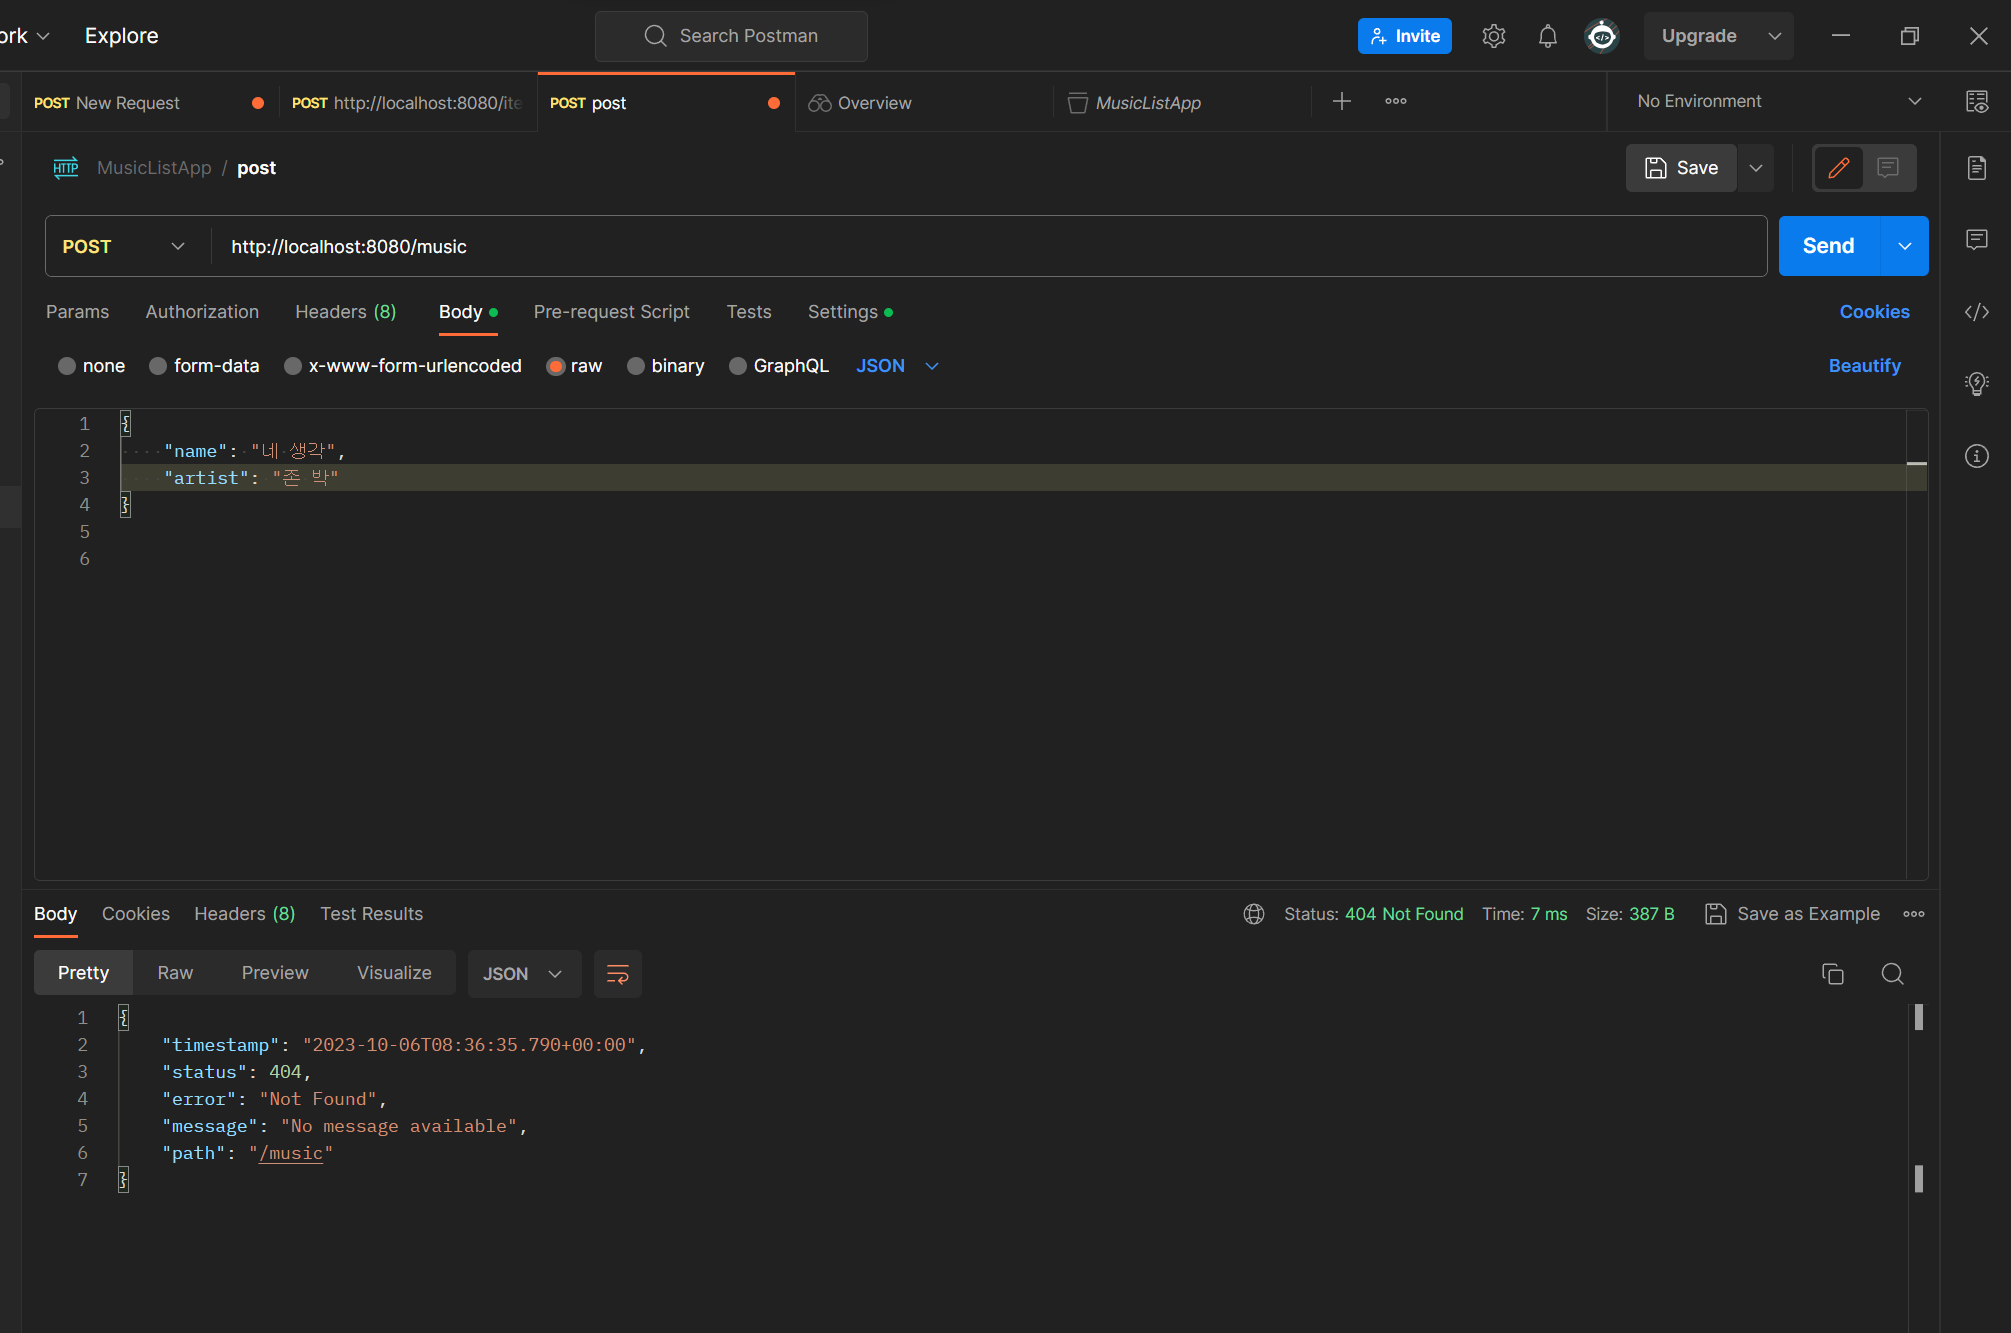 ork
Explore
Search Postman
Invite
Upgrade
POST New Request
POST http://localhost:8080/ite
POST post
Overview
MusicListApp
No Environment
HTTP
MusicListApp / post
Save
POST
http://localhost:8080/music
Send
Params
Authorization
Headers (8)
Body
Pre-request Script
Tests
Settings
Cookies
none
form-data
x-www-form-urlencoded
raw
binary
GraphQL
JSON
Beautify
1 {
2 "name": "네 생각",
3 "artist": "존 박"
4 }
5
6
Body
Cookies
Headers (8)
Test Results
Status: 404 Not Found
Time: 7 ms
Size: 387 B
Save as Example
Pretty
Raw
Preview
Visualize
JSON
1 {
2 "timestamp": "2023-10-06T08:36:35.790+00:00",
3 "status": 404,
4 "error": "Not Found",
5 "message": "No message available",
6 "path": "/music"
7 }